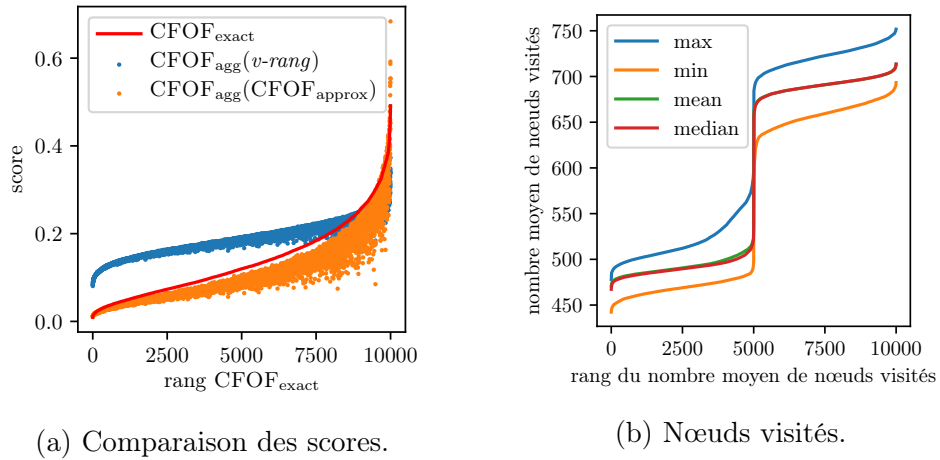 CFOF_exact
CFOF_agg(v-rang)
CFOF_agg(CFOF_approx)
score
0.6
0.4
0.2
0.0
0 2500 5000 7500 10000
rang CFOF_exact
(a) Comparaison des scores.
max
min
mean
median
nombre moyen de nœuds visités
750
700
650
600
550
500
450
0 2500 5000 7500 10000
rang du nombre moyen de nœuds visités
(b) Nœuds visités.